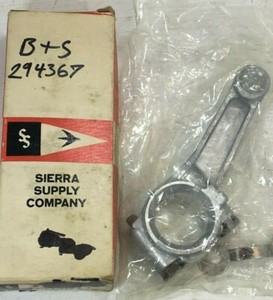 B+S
294367
SS
SIERRA
SUPPLY
COMPANY